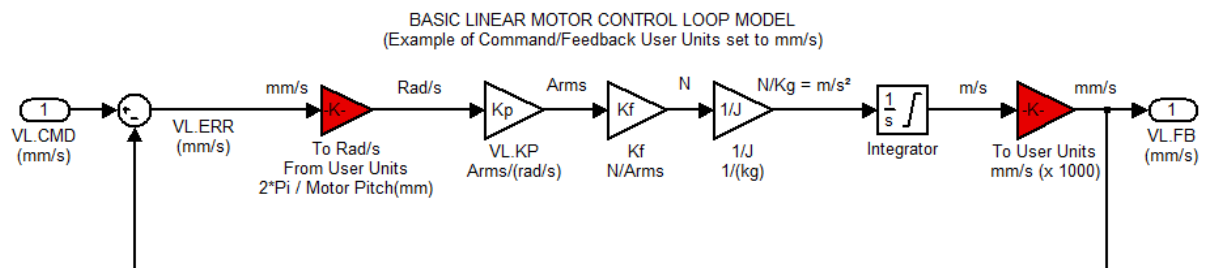 BASIC LINEAR MOTOR CONTROL LOOP MODEL
(Example of Command/Feedback User Units set to mm/s)
mm/s
Rad/s
Arms
N
N/Kg = m/s²
m/s
mm/s
1
+
-
-K-
Kp
Kf
1/J
1
s
-K-
1
VL.CMD
(mm/s)
VL.ERR
(mm/s)
To Rad/s
From User Units
2*Pi / Motor Pitch(mm)
VL.KP
Arms/(rad/s)
Kf
N/Arms
1/J
1/(kg)
Integrator
To User Units
mm/s (x 1000)
VL.FB
(mm/s)